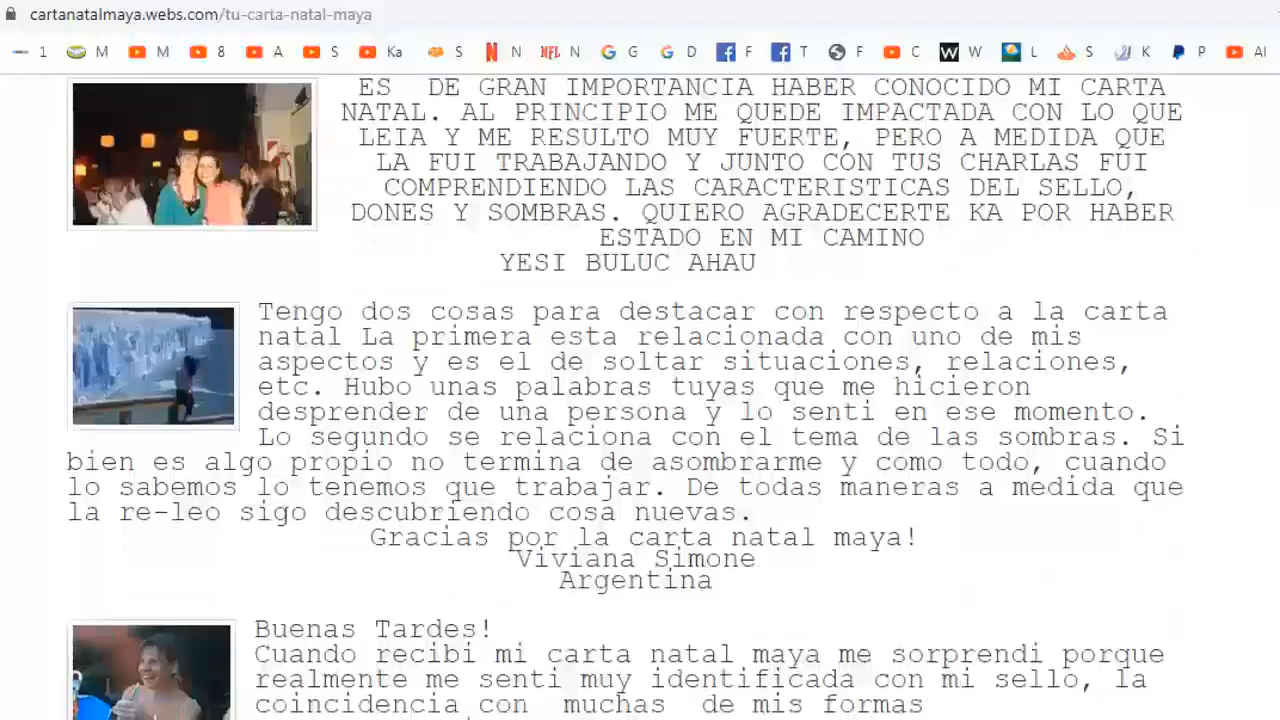 cartanatalmaya.webs.com/tu-carta-natal-maya
1 M M 8 A S Ka S N N G D F T F C W L S K P Al
ES DE GRAN IMPORTANCIA HABER CONOCIDO MI CARTA
NATAL. AL PRINCIPIO ME QUEDE IMPACTADA CON LO QUE
LEIA Y ME RESULTO MUY FUERTE, PERO A MEDIDA QUE
LA FUI TRABAJANDO Y JUNTO CON TUS CHARLAS FUI
COMPRENDIENDO LAS CARACTERISTICAS DEL SELLO,
DONES Y SOMBRAS. QUIERO AGRADECERTE KA POR HABER
ESTADO EN MI CAMINO
YESI BULUC AHAU
Tengo dos cosas para destacar con respecto a la carta
natal La primera esta relacionada con uno de mis
aspectos y es el de soltar situaciones, relaciones,
etc. Hubo unas palabras tuyas que me hicieron
desprender de una persona y lo senti en ese momento.
Lo segundo se relaciona con el tema de las sombras. Si
bien es algo propio no termina de asombrarme y como todo, cuando
lo sabemos lo tenemos que trabajar. De todas maneras a medida que
la re-leo sigo descubriendo cosa nuevas.
Gracias por la carta natal maya!
Viviana Simone
Argentina
Buenas Tardes!
Cuando recibi mi carta natal maya me sorprendi porque
realmente me senti muy identificada con mi sello, la
coincidencia con muchas de mis formas